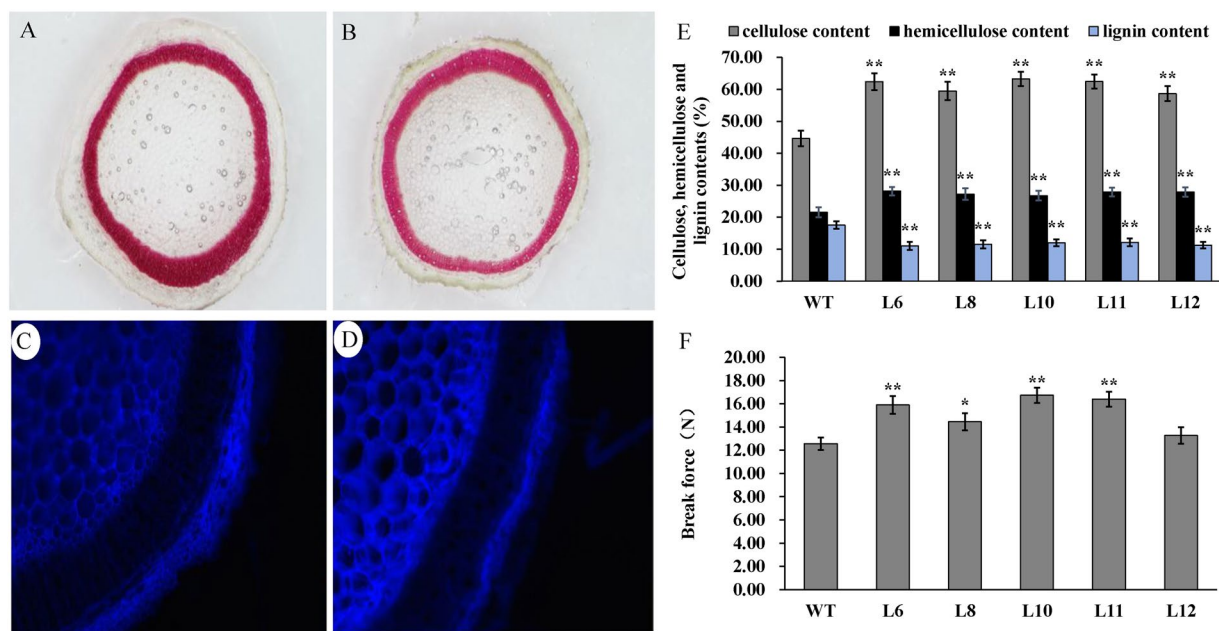 A
B
C
D
E
cellulose content hemicellulose content lignin content
Cellulose, hemicellulose and
lignin contents (%)
70.00
60.00
50.00
40.00
30.00
20.00
10.00
0.00
** ** **
** ** **
** ** **
** ** **
** ** **
WT L6 L8 L10 L11 L12
F
Break force（N）
20.00
18.00
16.00
14.00
12.00
10.00
8.00
6.00
4.00
2.00
0.00
** * ** **
WT L6 L8 L10 L11 L12